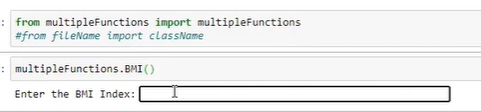 : from multipleFunctions import multipleFunctions
#from fileName import className
: multipleFunctions.BMI()
Enter the BMI Index: